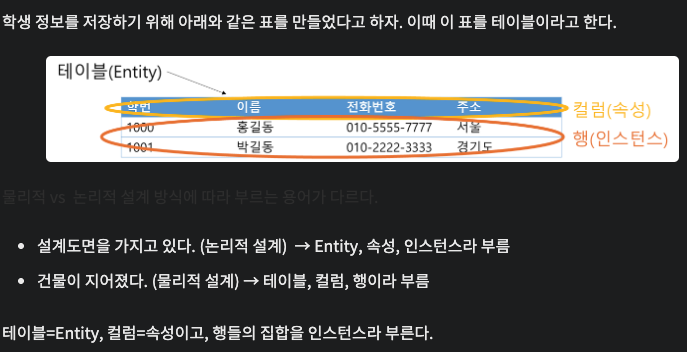 학생 정보를 저장하기 위해 아래와 같은 표를 만들었다고 하자. 이때 이 표를 테이블이라고 한다.
테이블(Entity)
학번 이름 전화번호 주소
컬럼(속성)
1000 홍길동 010-5555-7777 서울
행(인스턴스)
1001 박길동 010-2222-3333 경기도
물리적 vs 논리적 설계 방식에 따라 부르는 용어가 다르다.
• 설계도면을 가지고 있다. (논리적 설계) → Entity, 속성, 인스턴스라 부름
• 건물이 지어졌다. (물리적 설계) → 테이블, 컬럼, 행이라 부름
테이블=Entity, 컬럼=속성이고, 행들의 집합을 인스턴스라 부른다.